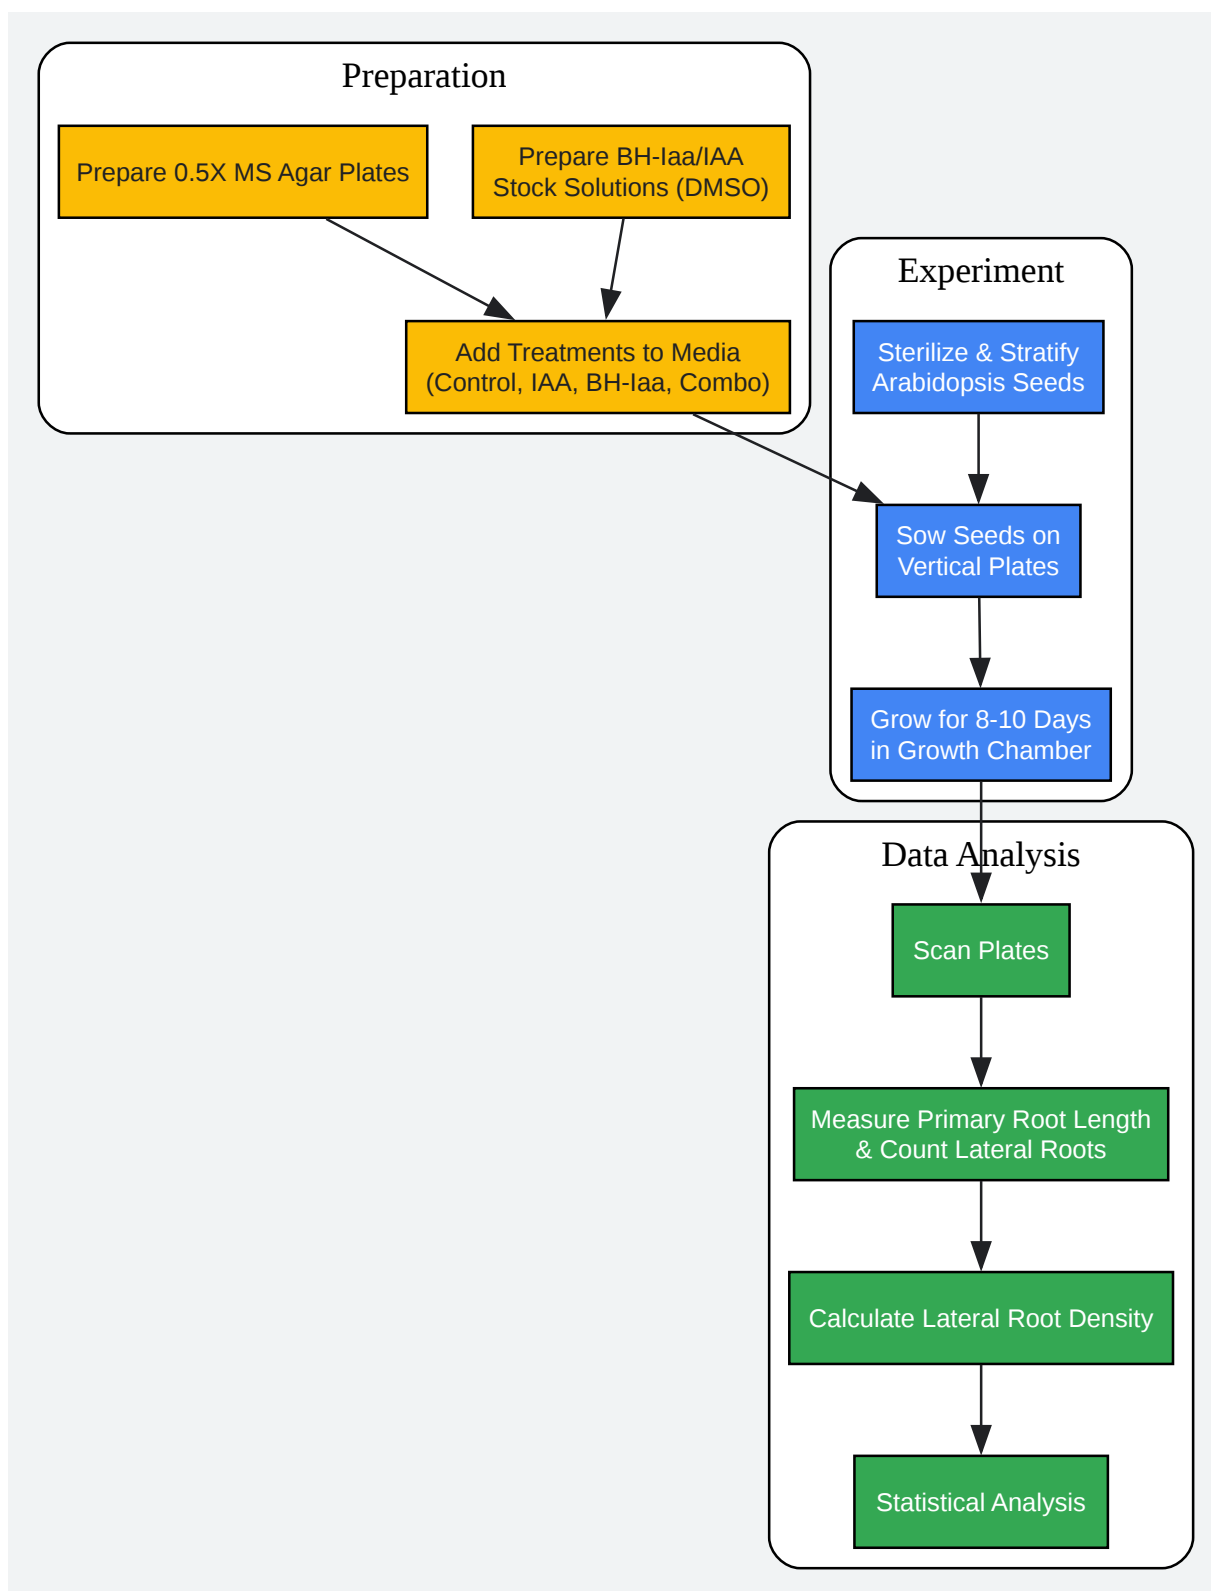 Preparation
Prepare 0.5X MS Agar Plates
Prepare BH-Iaa/IAA
Stock Solutions (DMSO)
Add Treatments to Media
(Control, IAA, BH-Iaa, Combo)
Experiment
Sterilize & Stratify
Arabidopsis Seeds
Sow Seeds on
Vertical Plates
Grow for 8-10 Days
in Growth Chamber
Data Analysis
Scan Plates
Measure Primary Root Length
& Count Lateral Roots
Calculate Lateral Root Density
Statistical Analysis